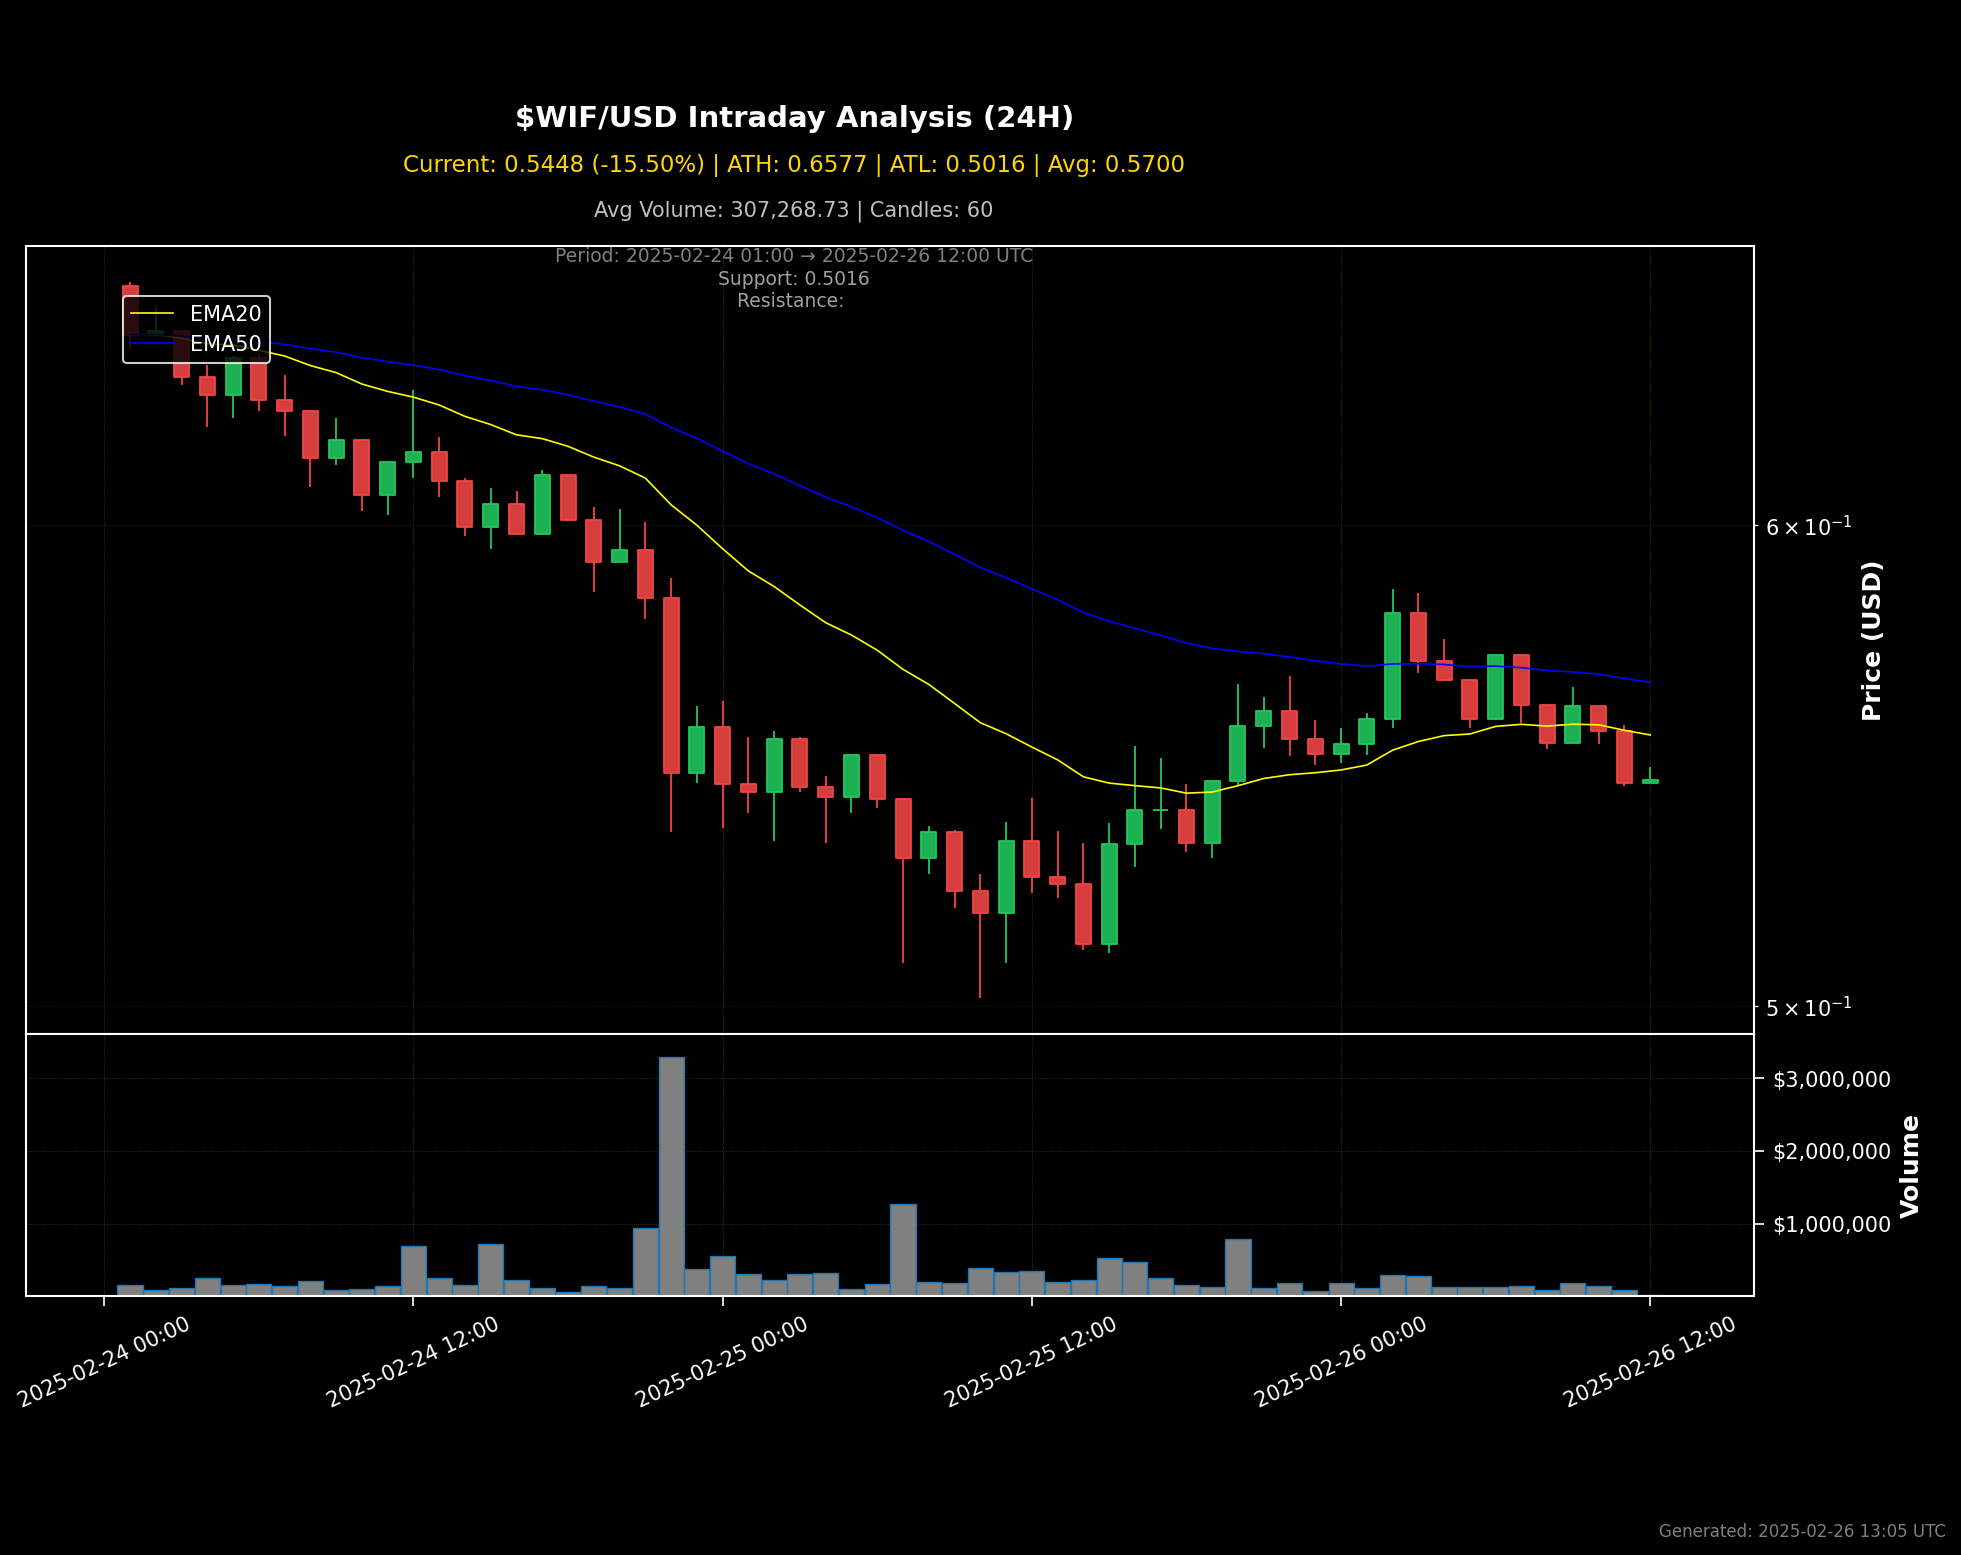 $WIF/USD Intraday Analysis (24H)
Current: 0.5448 (-15.50%) | ATH: 0.6577 | ATL: 0.5016 | Avg: 0.5700
Avg Volume: 307,268.73 | Candles: 60
Period: 2025-02-24 01:00 → 2025-02-26 12:00 UTC
Support: 0.5016
Resistance:
EMA20
EMA50
6 × 10⁻¹
Price (USD)
5 × 10⁻¹
$3,000,000
$2,000,000
$1,000,000
Volume
2025-02-24 00:00
2025-02-24 12:00
2025-02-25 00:00
2025-02-25 12:00
2025-02-26 00:00
2025-02-26 12:00
Generated: 2025-02-26 13:05 UTC